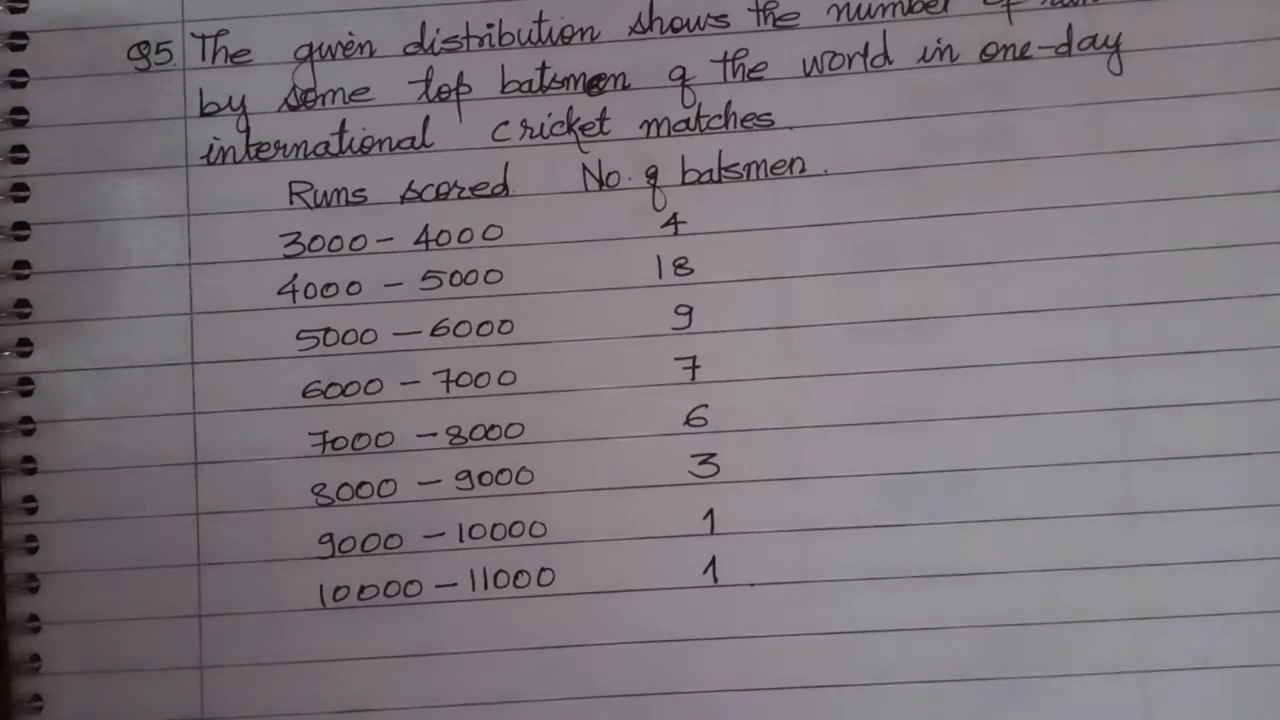 Q5. The given distribution shows the number of
by some top batsmen of the world in one-day
international cricket matches.
Runs scored. No. of batsmen.
3000 - 4000 4
4000 - 5000 18
5000 - 6000 9
6000 - 7000 7
7000 - 8000 6
8000 - 9000 3
9000 - 10000 1
10000 - 11000 1